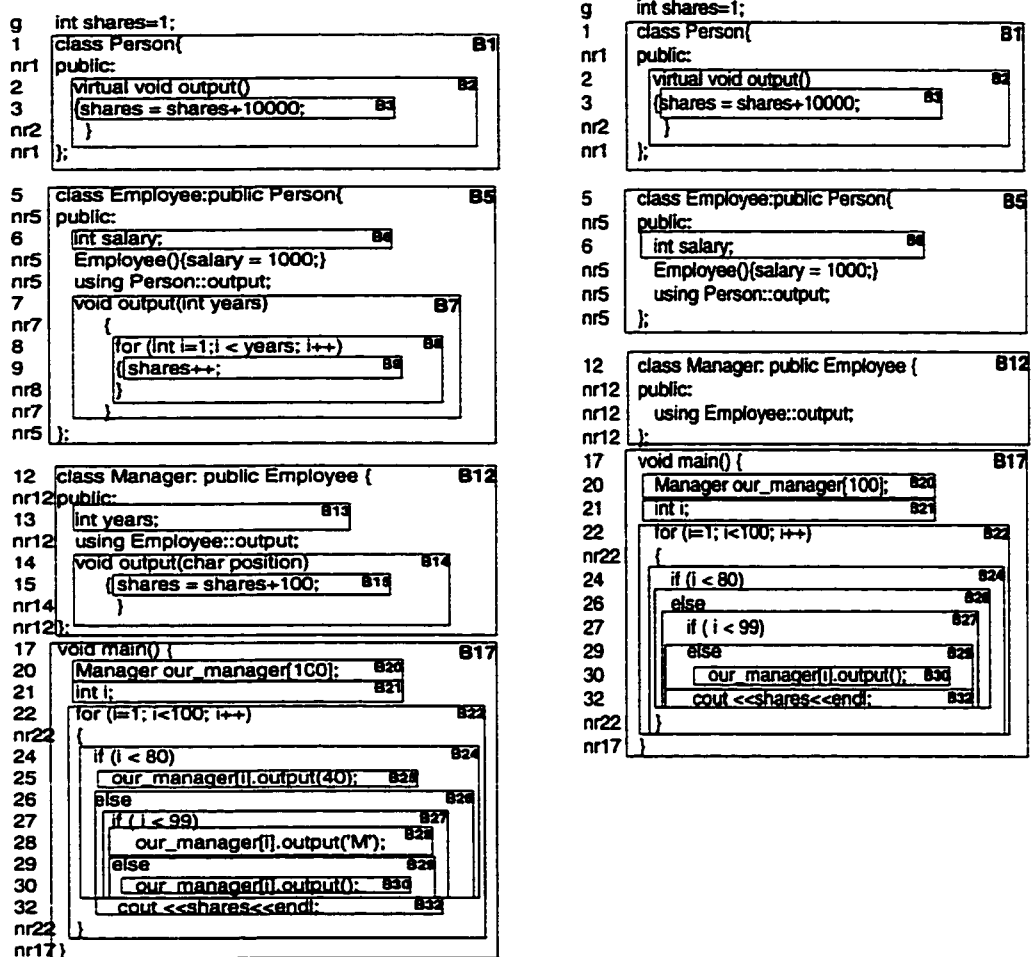 g int shares=1;
1 class Person{ B1
nr1 public:
2 virtual void output() B2
3 {shares = shares+10000; B3
nr2 }
nr1 };
5 class Employee:public Person{ B5
nr5 public:
6 int salary; B6
nr5 Employee(){salary = 1000;}
nr5 using Person::output;
7 void output(int years) B7
nr7 {
8 for (int i=1;i < years; i++) B8
9 { shares++; B9
nr8 }
nr7 }
nr5 };
12 class Manager: public Employee { B12
nr12 public:
13 int years; B13
nr12 using Employee::output;
14 void output(char position) B14
15 { shares = shares+100; B15
nr14 }
nr12 };
17 void main() { B17
20 Manager our_manager[100]; B20
21 int i; B21
22 for (i=1; i<100; i++) B22
nr22 {
24 if (i < 80) B24
25 our_manager[i].output(40); B25
26 else B26
27 if ( i < 99) B27
28 our_manager[i].output('M'); B28
29 else B29
30 our_manager[i].output(); B30
32 cout <<shares<<endl; B32
nr22 }
nr17 }
g int shares=1;
1 class Person{ B1
nr1 public:
2 virtual void output() B2
3 {shares = shares+10000; B3
nr2 }
nr1 };
5 class Employee:public Person{ B5
nr5 public:
6 int salary; B6
nr5 Employee(){salary = 1000;}
nr5 using Person::output;
nr5 };
12 class Manager: public Employee { B12
nr12 public:
nr12 using Employee::output;
nr12 };
17 void main() { B17
20 Manager our_manager[100]; B20
21 int i; B21
22 for (i=1; i<100; i++) B22
nr22 {
24 if (i < 80) B24
26 else B26
27 if ( i < 99) B27
29 else B29
30 our_manager[i].output(); B30
32 cout <<shares<<endl; B32
nr22 }
nr17 }